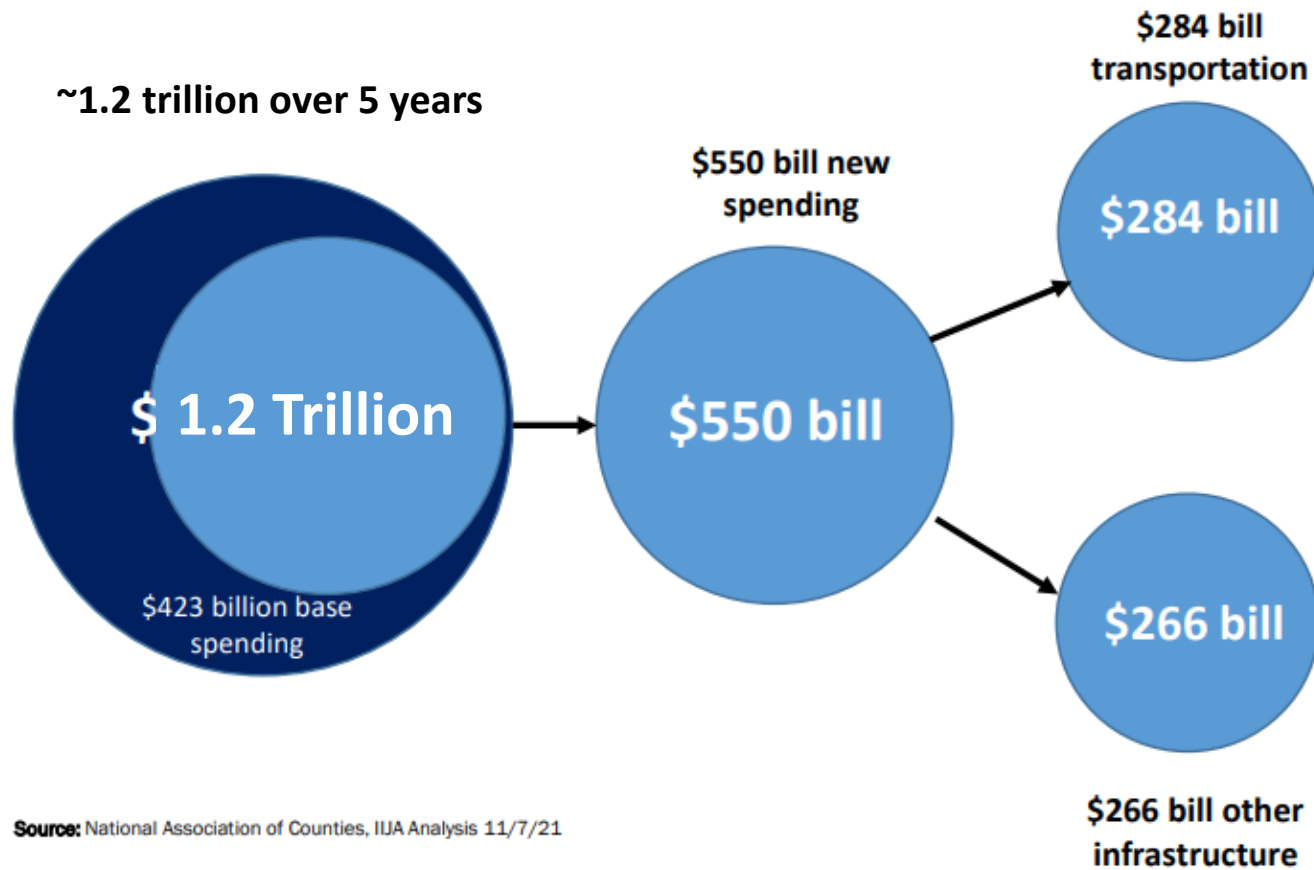 ~1.2 trillion over 5 years
$ 1.2 Trillion
$423 billion base
spending
$550 bill new
spending
$550 bill
$284 bill
transportation
$284 bill
$266 bill
$266 bill other
infrastructure
Source: National Association of Counties, IIJA Analysis 11/7/21